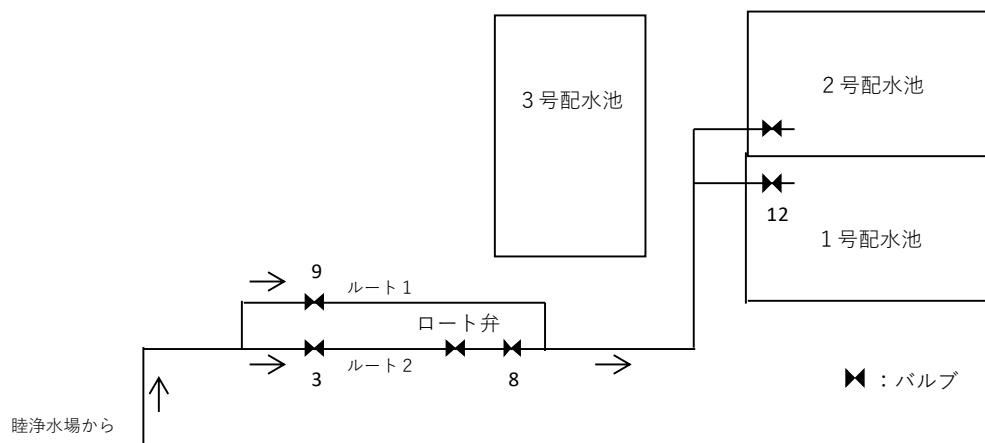 3号配水池
2号配水池
12
1号配水池
9
ルート1
ロート弁
3
ルート2
8
：バルブ
睦浄水場から